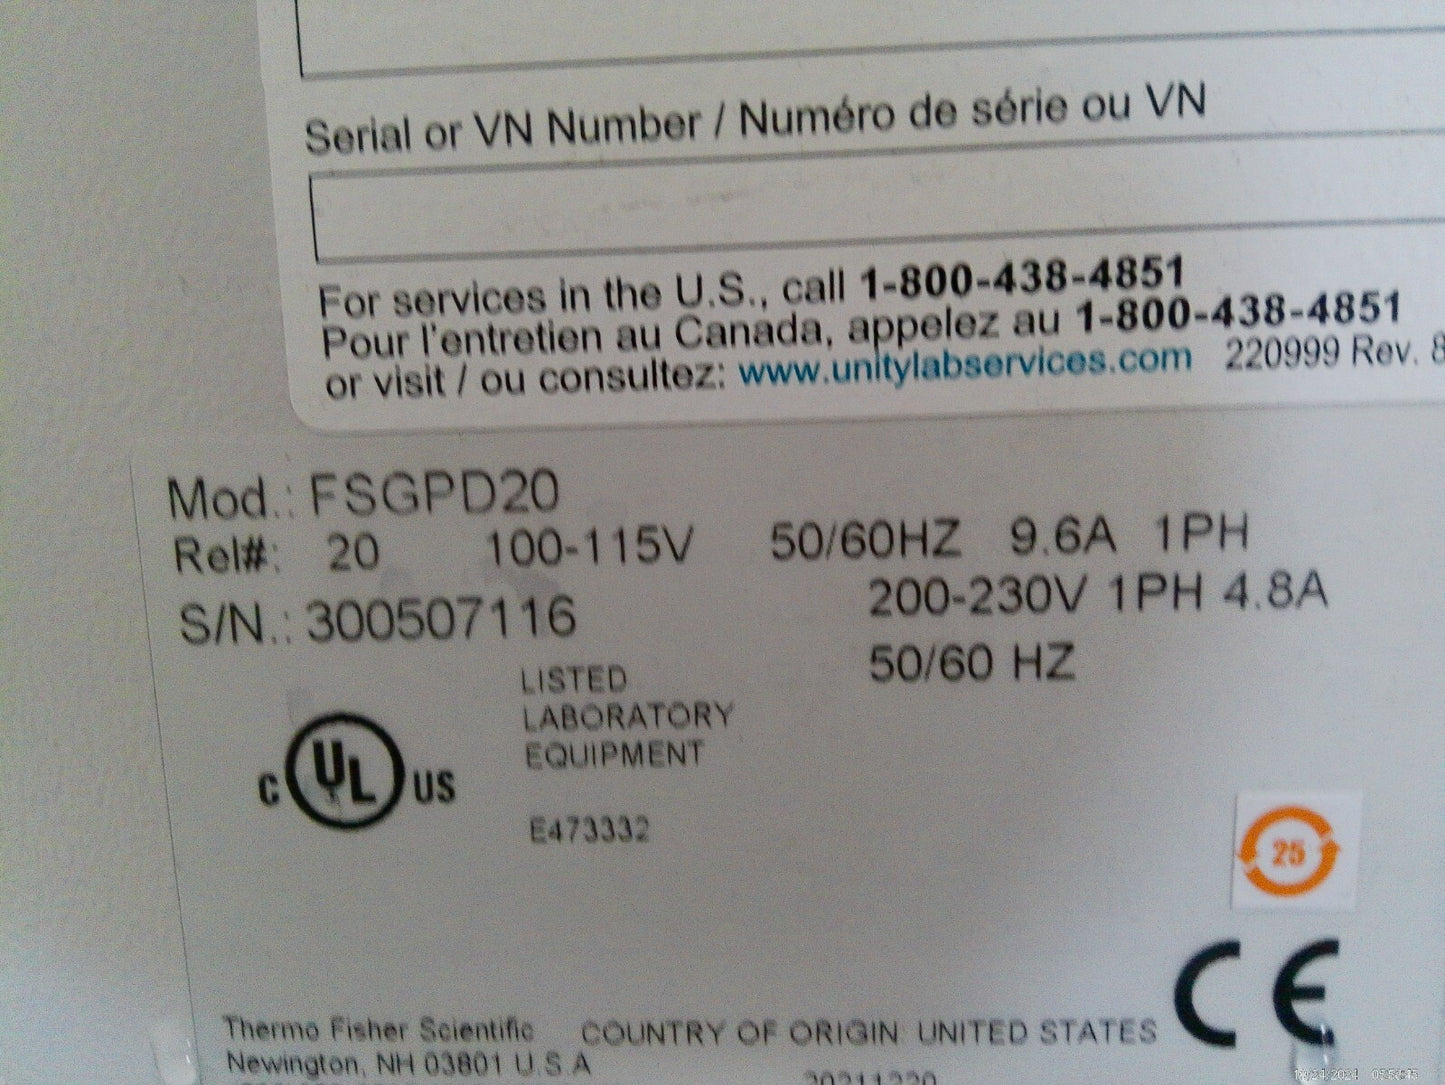 Serial or VN Number / Numéro de série ou VN
For services in the U.S., call 1-800-438-4851
Pour l'entretien au Canada, appelez au 1-800-438-4851
or visit / ou consultez: www.unitylabservices.com 220999 Rev. 8
Mod.: FSGPD20
Rel#: 20 100-115V 50/60HZ 9.6A 1PH
200-230V 1PH 4.8A
S/N.: 300507116
50/60 HZ
LISTED
LABORATORY
EQUIPMENT
C UL US
E473332
25
CE
Thermo Fisher Scientific COUNTRY OF ORIGIN: UNITED STATES
Newington, NH 03801 U.S.A